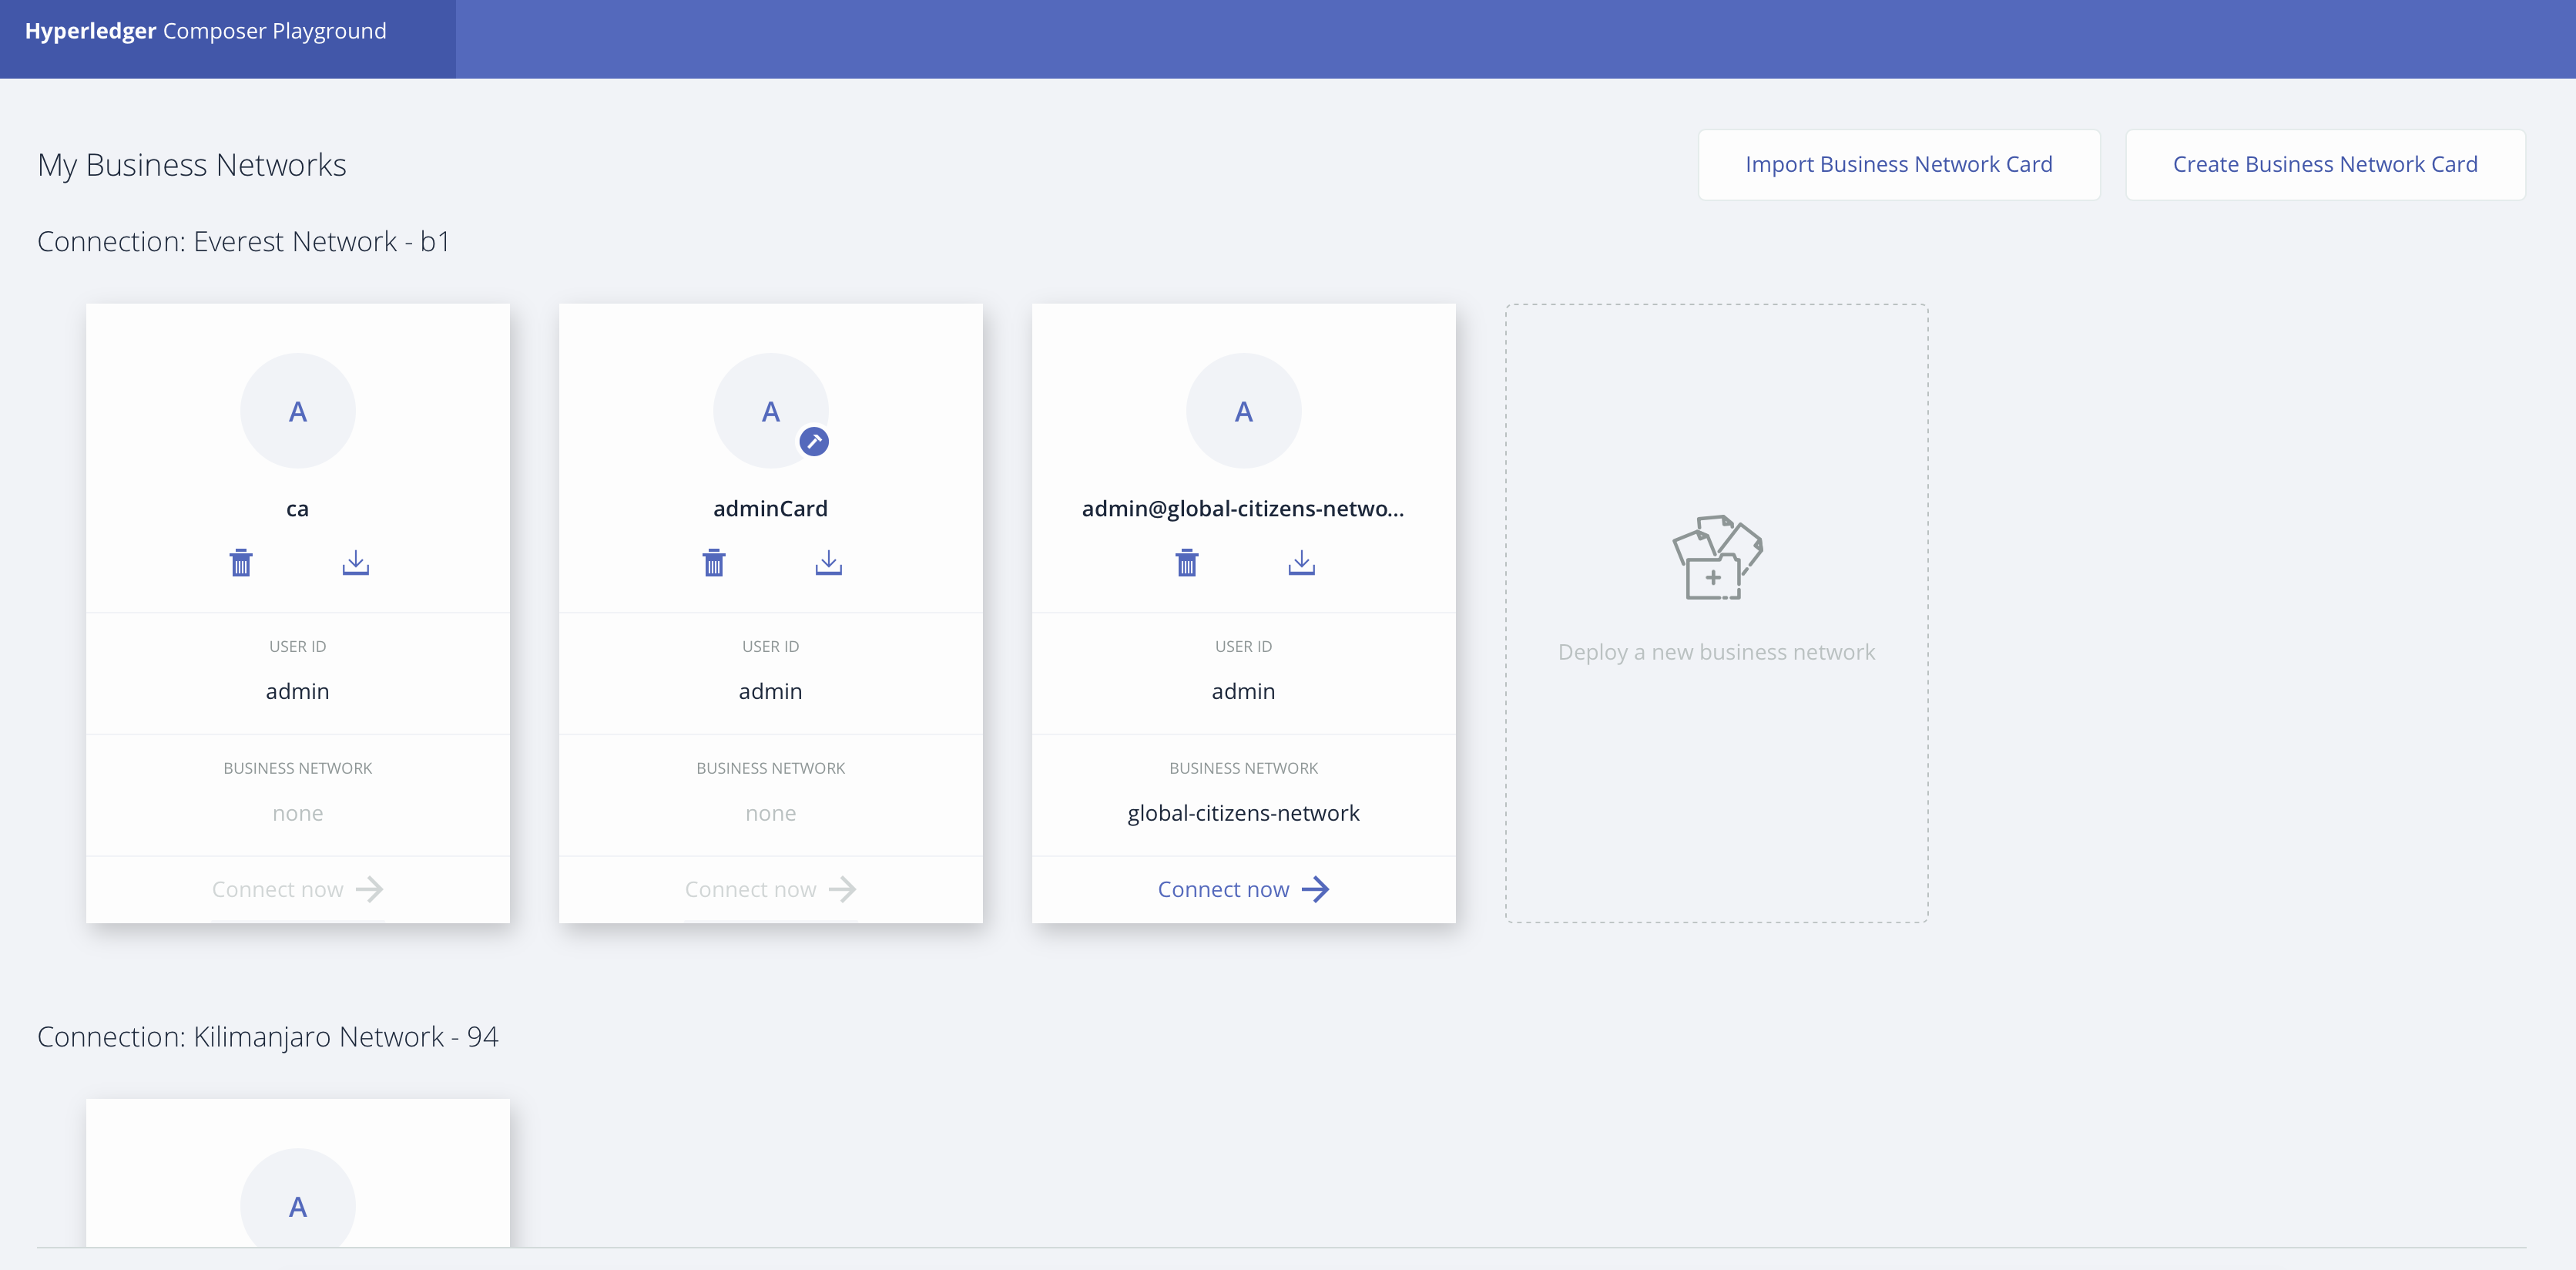 Hyperledger Composer Playground
My Business Networks
Import Business Network Card
Create Business Network Card
Connection: Everest Network - b1
A
ca
USER ID
admin
BUSINESS NETWORK
none
Connect now
A
adminCard
USER ID
admin
BUSINESS NETWORK
none
Connect now
A
admin@global-citizens-netwo...
USER ID
admin
BUSINESS NETWORK
global-citizens-network
Connect now
Deploy a new business network
Connection: Kilimanjaro Network - 94
A